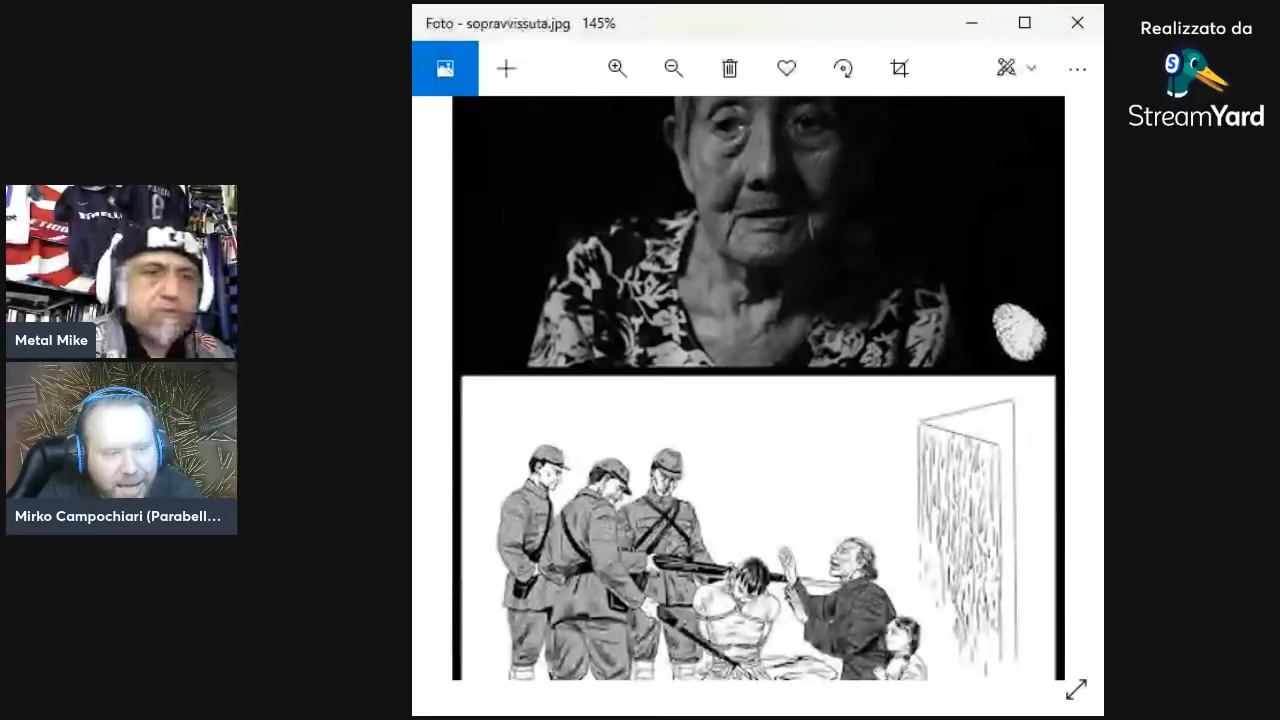 Foto - sopravvissuta.jpg 145%
Realizzato da
StreamYard
Metal Mike
Mirko Campochiari (Parabell...